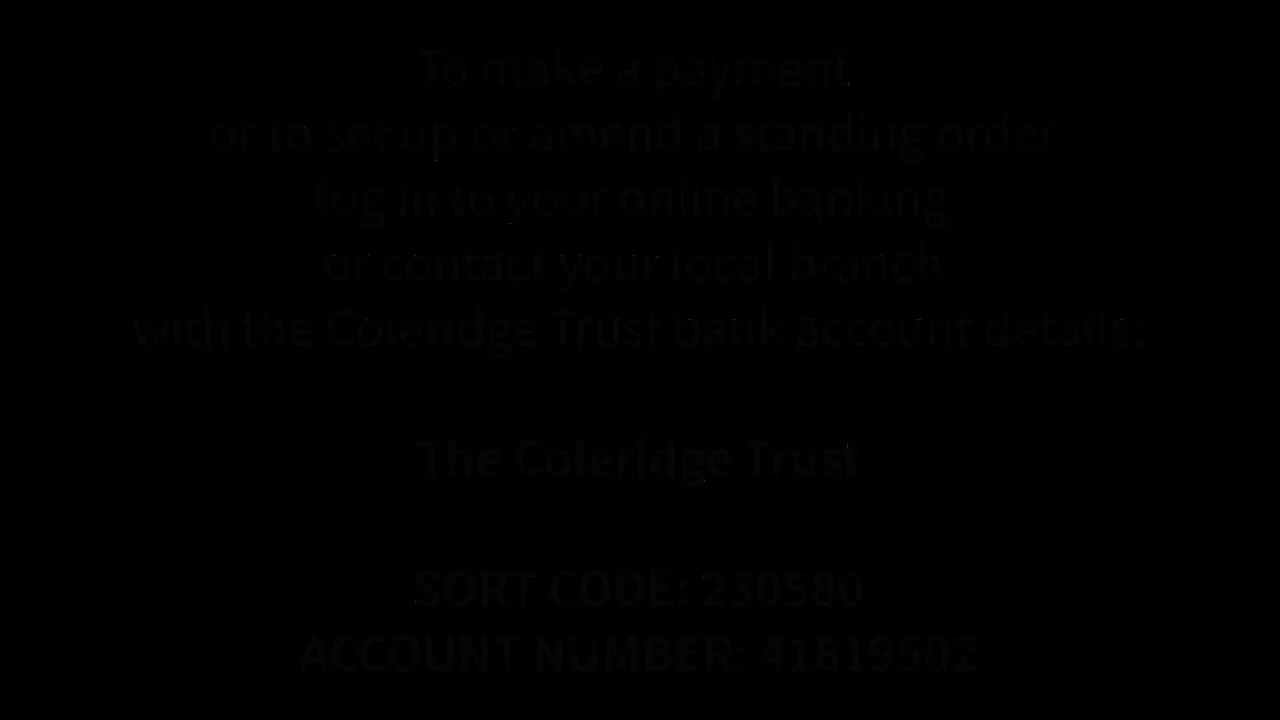 To make a payment
or to set up or amend a standing order
log in to your online banking
or contact your local branch
with the Coleridge Trust bank account details:
The Coleridge Trust
SORT CODE: 230580
ACCOUNT NUMBER: 41819502